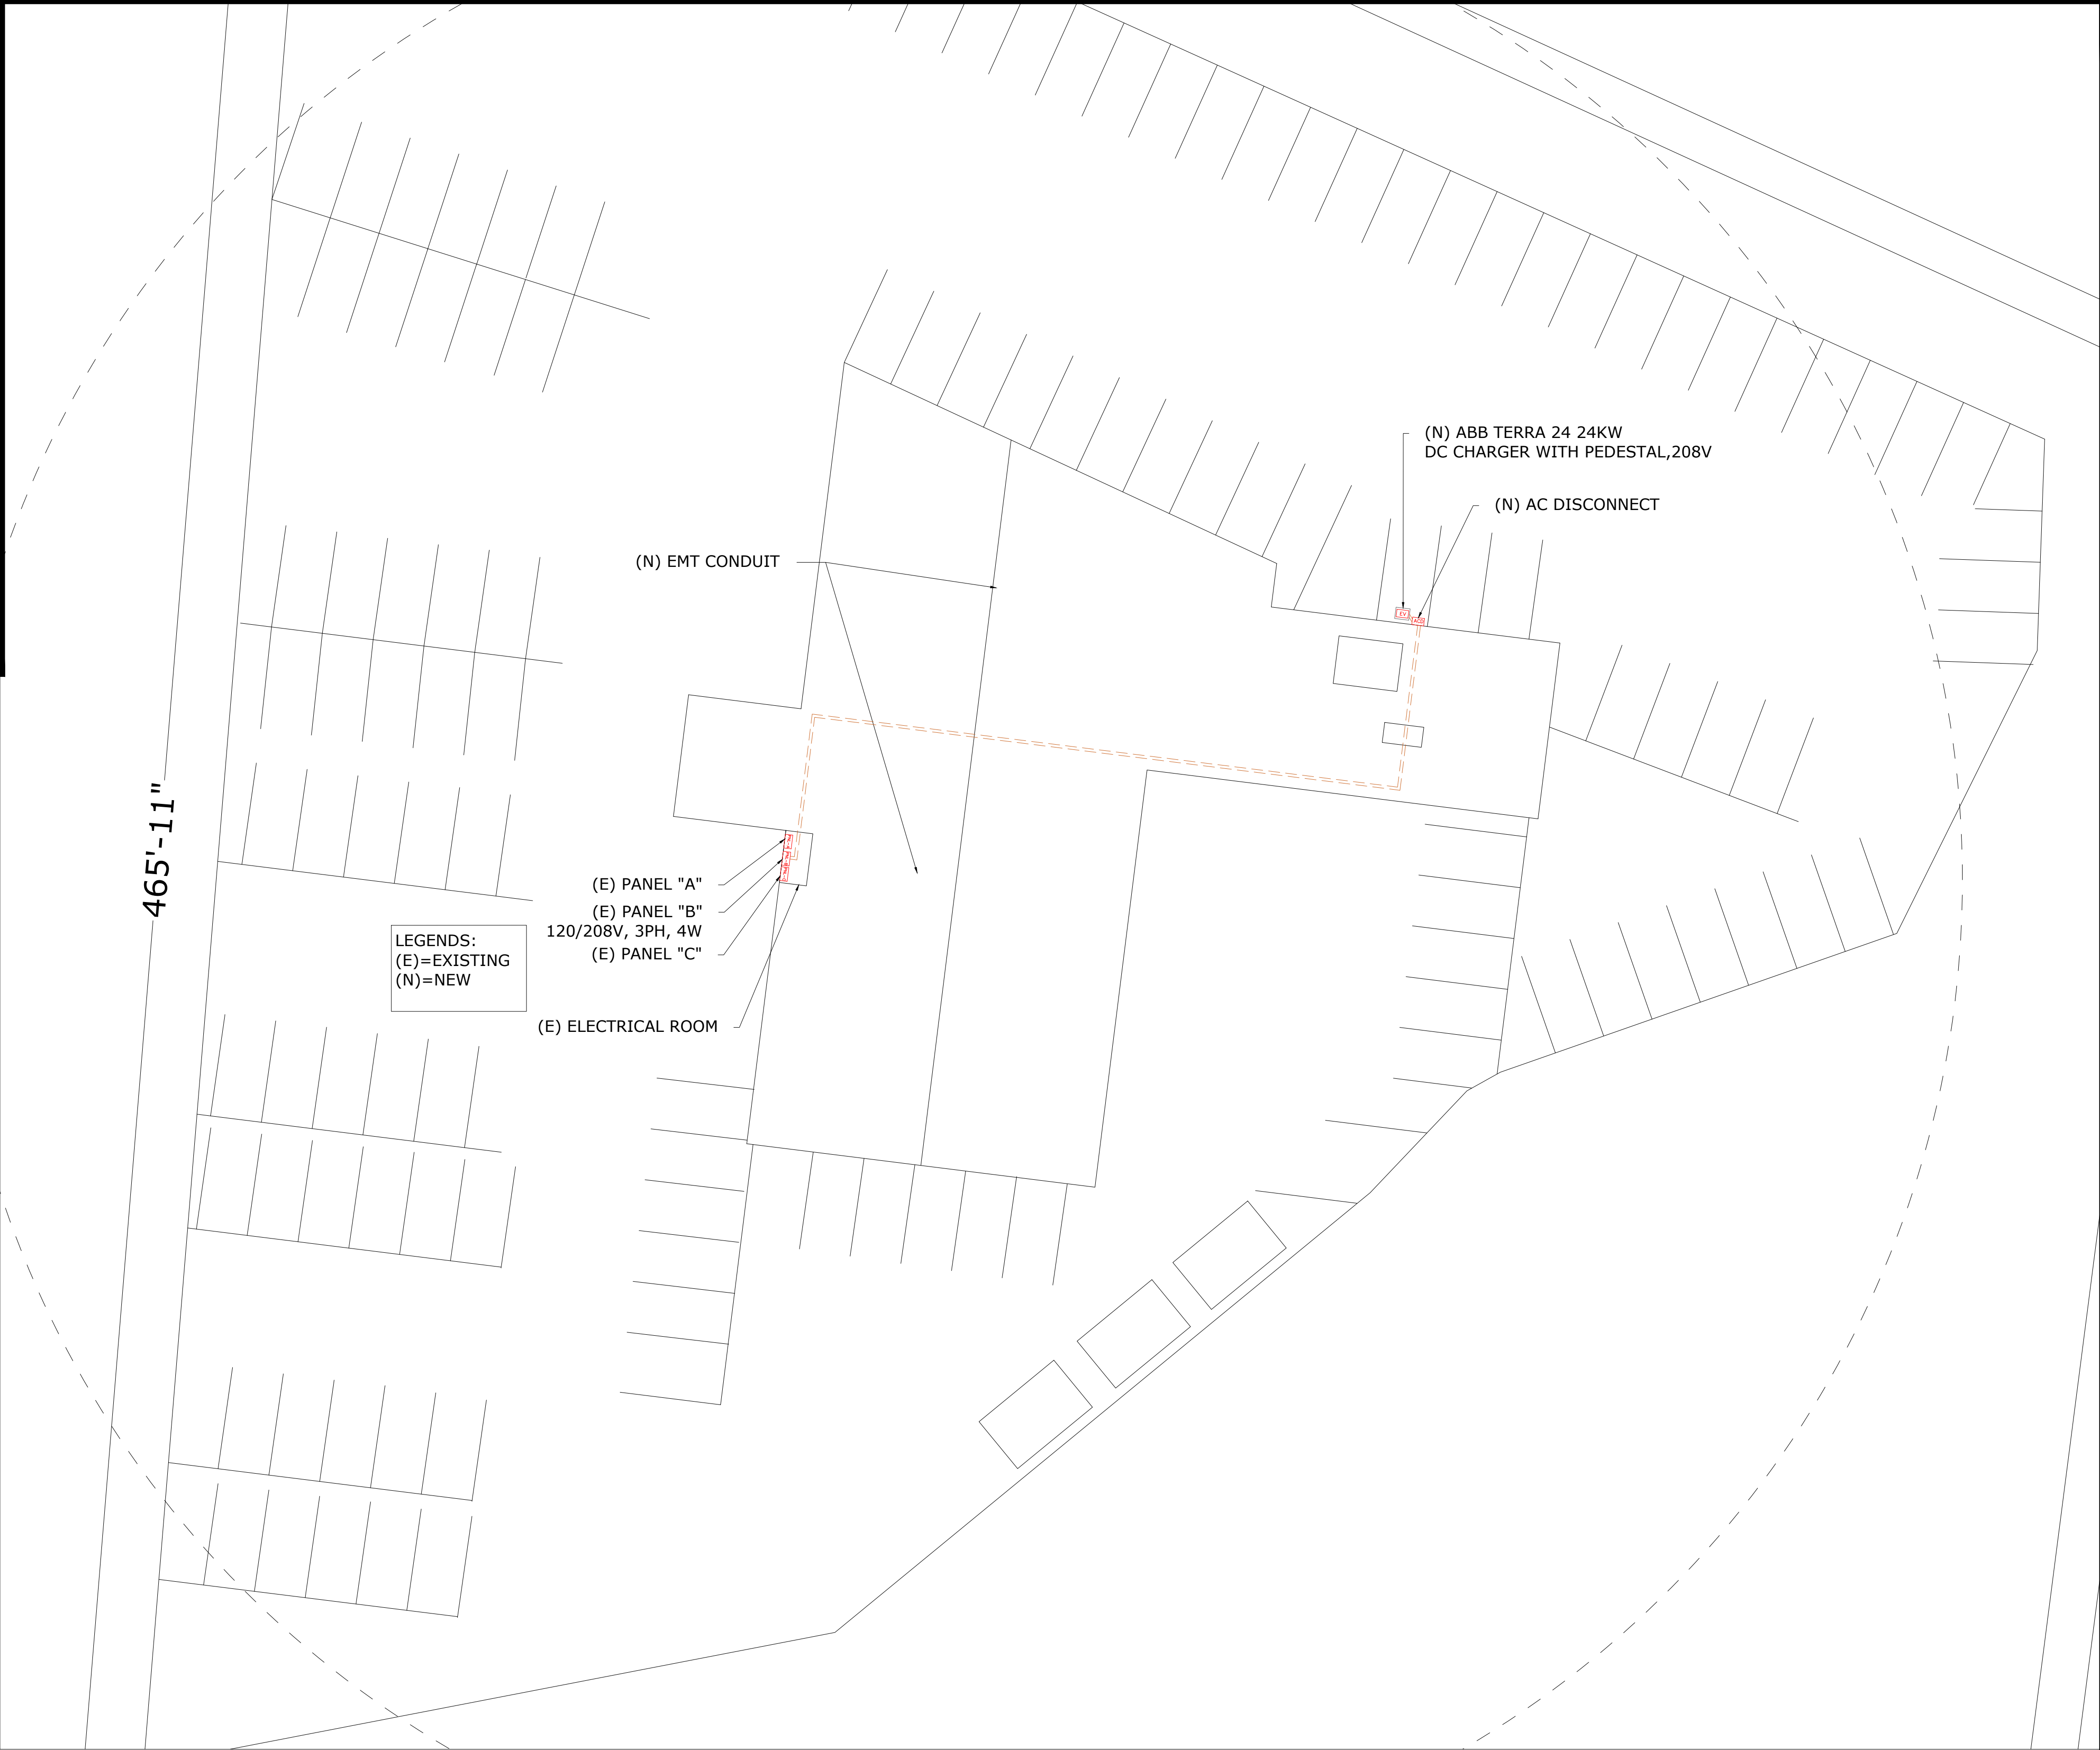 (N) ABB TERRA 24 24KW
DC CHARGER WITH PEDESTAL,208V
(N) AC DISCONNECT
(N) EMT CONDUIT
EV
465'-11"
(E) PANEL "A"
(E) PANEL "B"
120/208V, 3PH, 4W
(E) PANEL "C"
LEGENDS:
(E)=EXISTING
(N)=NEW
(E) ELECTRICAL ROOM